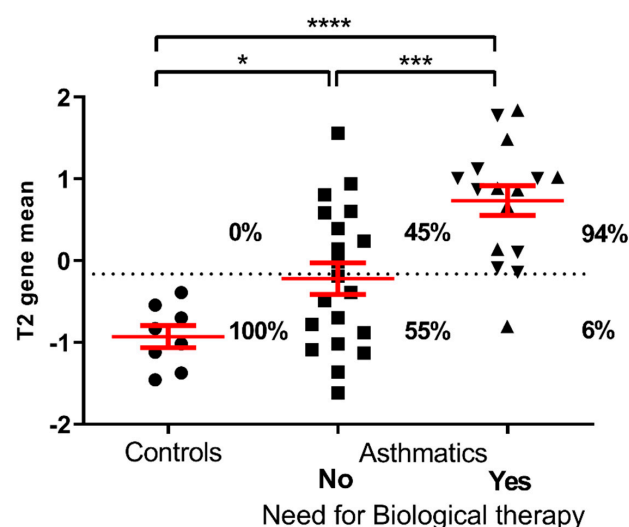 ****
* ***
2
1
0
-1
-2
T2 gene mean
0% 45% 94%
100% 55% 6%
Controls Asthmatics
No Yes
Need for Biological therapy